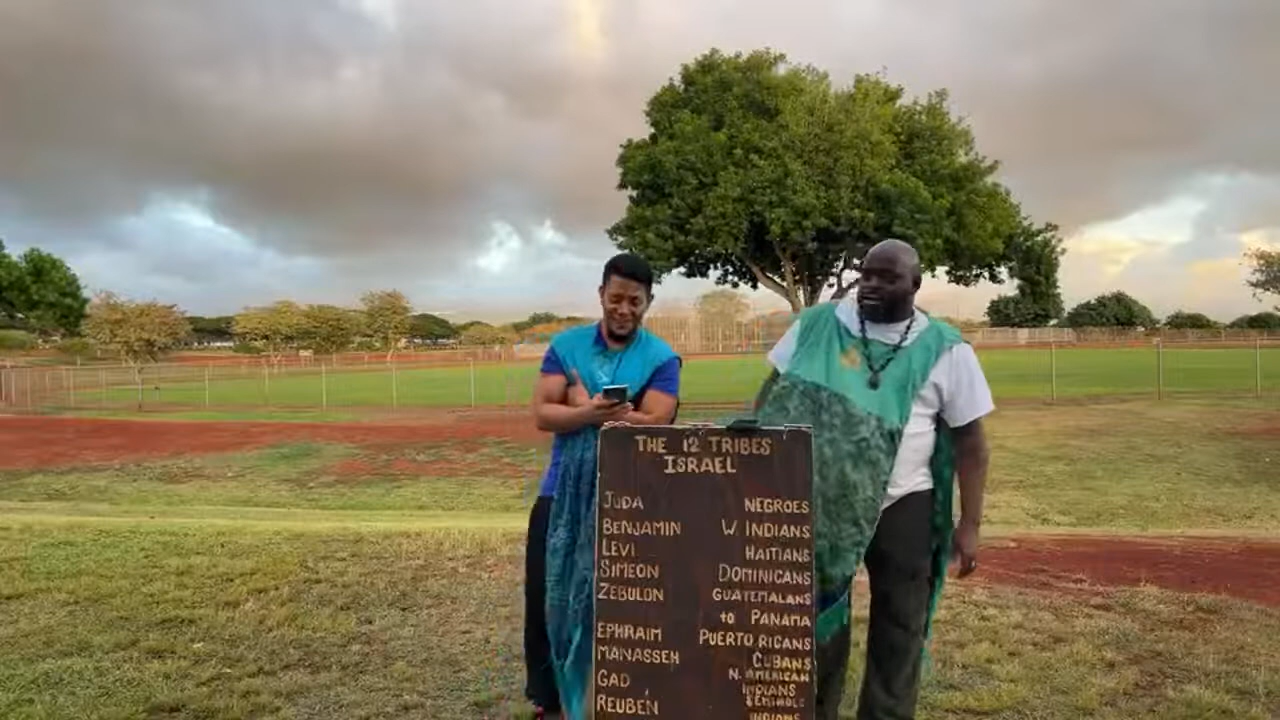 THE 12 TRIBES
ISRAEL
JUDA NEGROES
BENJAMIN W. INDIANS
LEVI HAITIANS
SIMEON DOMINICANS
ZEBULON GUATEMALANS
to PANAMA
EPHRAIM PUERTO RICANS
MANASSEH CUBANS
GAD N. AMERICAN
INDIANS
REUBEN SEMINOLE
INDIANS